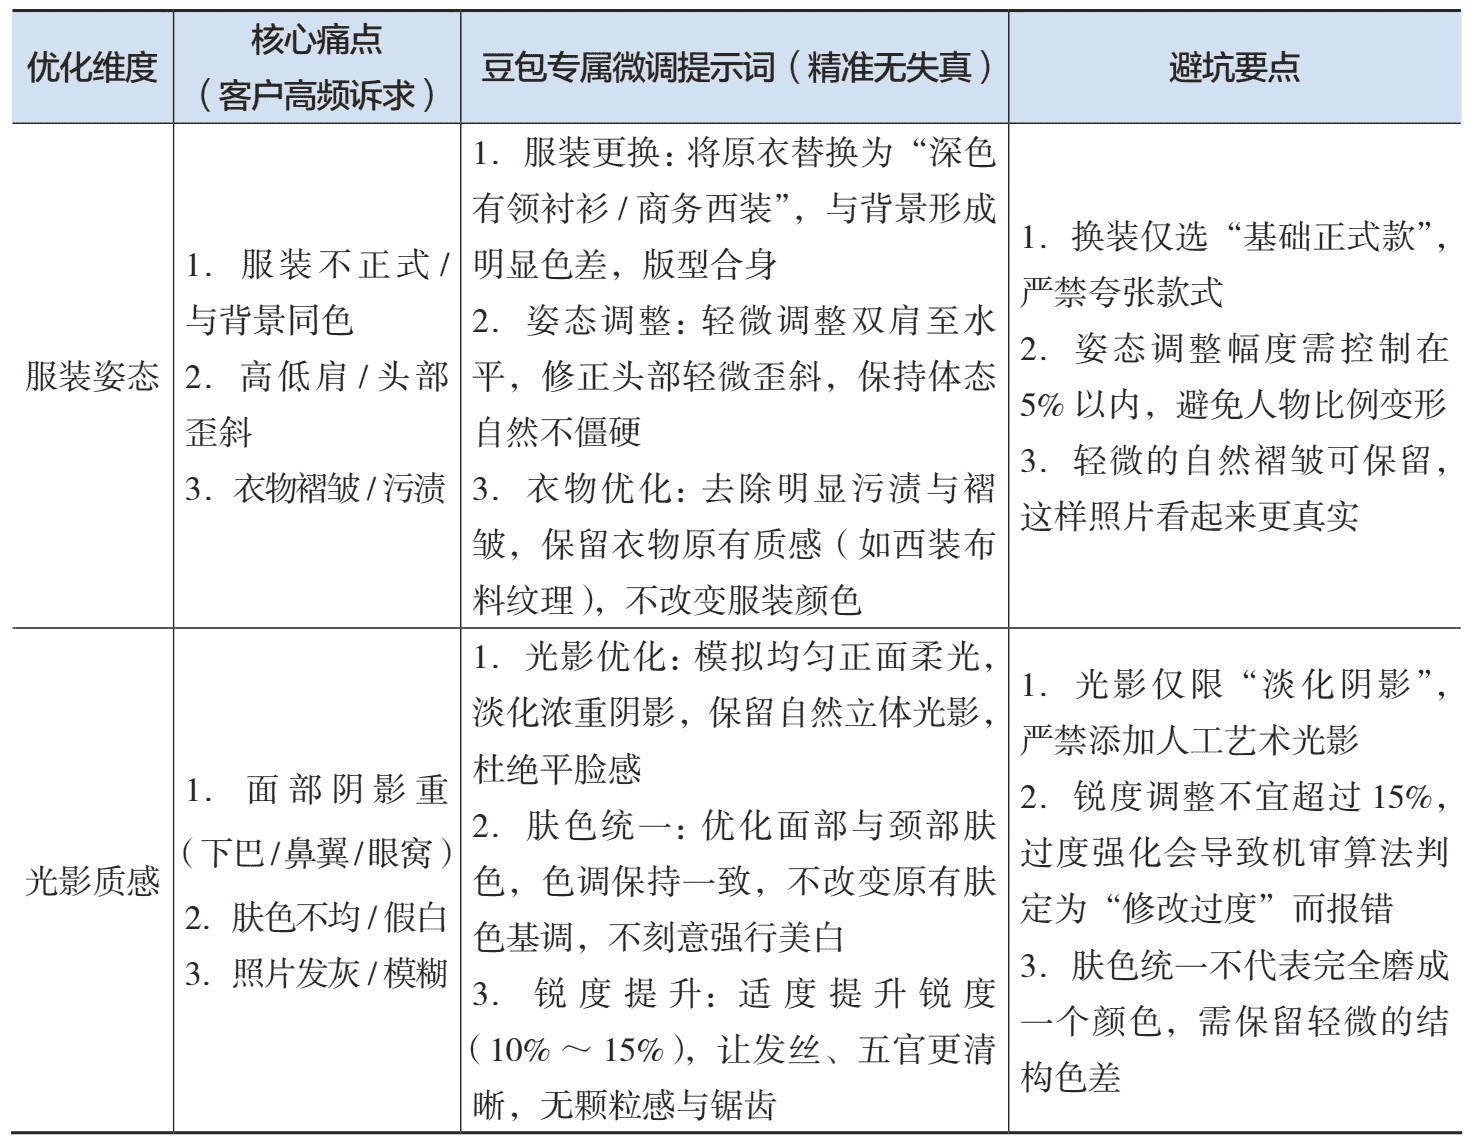 优化维度
核心痛点
（客户高频诉求）
豆包专属微调提示词（精准无失真）
避坑要点
服装姿态
1. 服装不正式/
与背景同色
2. 高低肩/头部
歪斜
3. 衣物褶皱/污渍
1. 服装更换：将原衣替换为“深色
有领衬衫/商务西装”，与背景形成
明显色差，版型合身
2. 姿态调整：轻微调整双肩至水
平，修正头部轻微歪斜，保持体态
自然不僵硬
3. 衣物优化：去除明显污渍与褶
皱，保留衣物原有质感（如西装布
料纹理），不改变服装颜色
1. 换装仅选“基础正式款”，
严禁夸张款式
2. 姿态调整幅度需控制在
5%以内，避免人物比例变形
3. 轻微的自然褶皱可保留，
这样照片看起来更真实
光影质感
1. 面部阴影重
（下巴/鼻翼/眼窝）
2. 肤色不均/假白
3. 照片发灰/模糊
1. 光影优化：模拟均匀正面柔光，
淡化浓重阴影，保留自然立体光影，
杜绝平脸感
2. 肤色统一：优化面部与颈部肤
色，色调保持一致，不改变原有肤
色基调，不刻意强行美白
3. 锐度提升：适度提升锐度
（10%～15%），让发丝、五官更清
晰，无颗粒感与锯齿
1. 光影仅限“淡化阴影”，
严禁添加人工艺术光影
2. 锐度调整不宜超过15%，
过度强化会导致机审算法判
定为“修改过度”而报错
3. 肤色统一不代表完全磨成
一个颜色，需保留轻微的结
构色差